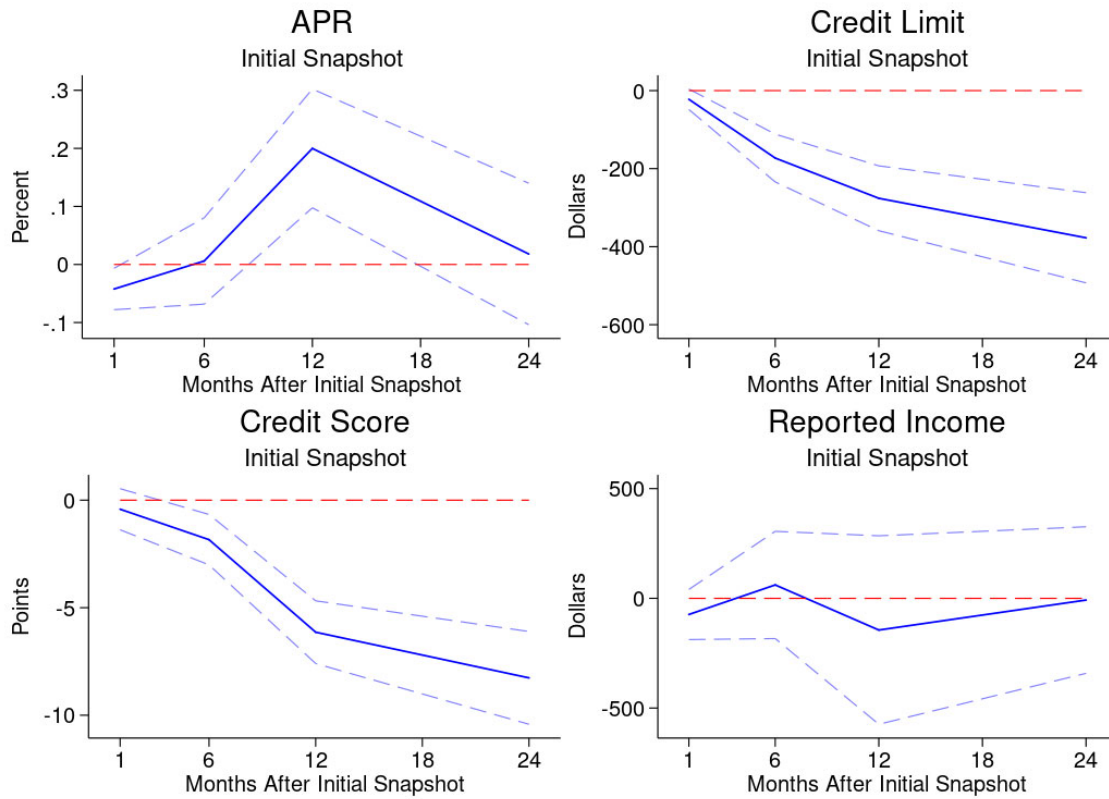 APR
Initial Snapshot
.3
.2
.1
0
-.1
Percent
1 6 12 18 24
Months After Initial Snapshot
Credit Limit
Initial Snapshot
0
-200
-400
-600
Dollars
1 6 12 18 24
Months After Initial Snapshot
Credit Score
Initial Snapshot
0
-5
-10
Points
1 6 12 18 24
Months After Initial Snapshot
Reported Income
Initial Snapshot
500
0
-500
Dollars
1 6 12 18 24
Months After Initial Snapshot